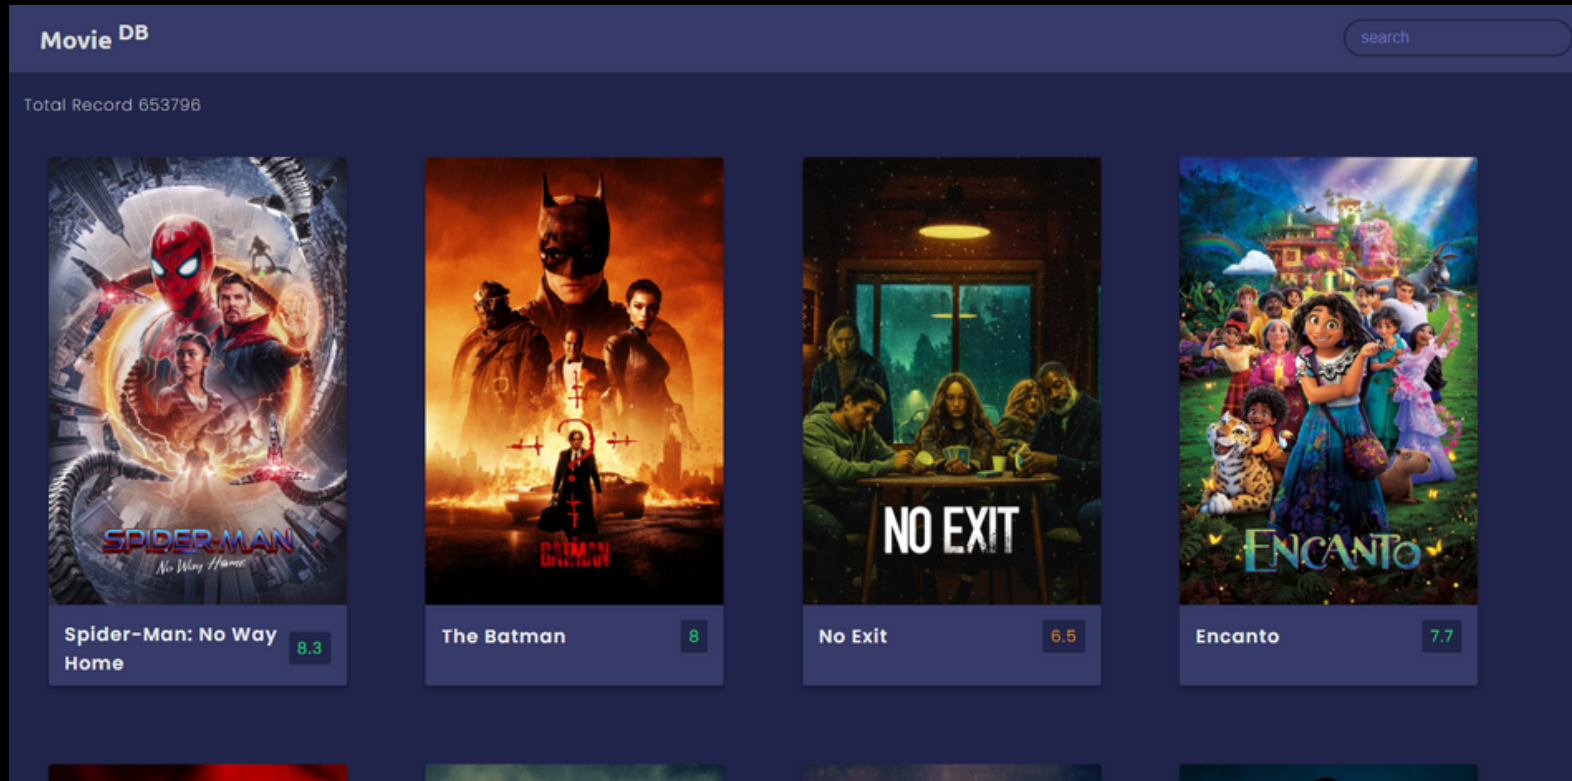 Movie DB
search
Total Record 653796
SPIDER-MAN
No Way Home
BATMAN
NO EXIT
ENCANTO
Spider-Man: No Way
Home
8.3
The Batman
8
No Exit
6.5
Encanto
7.7